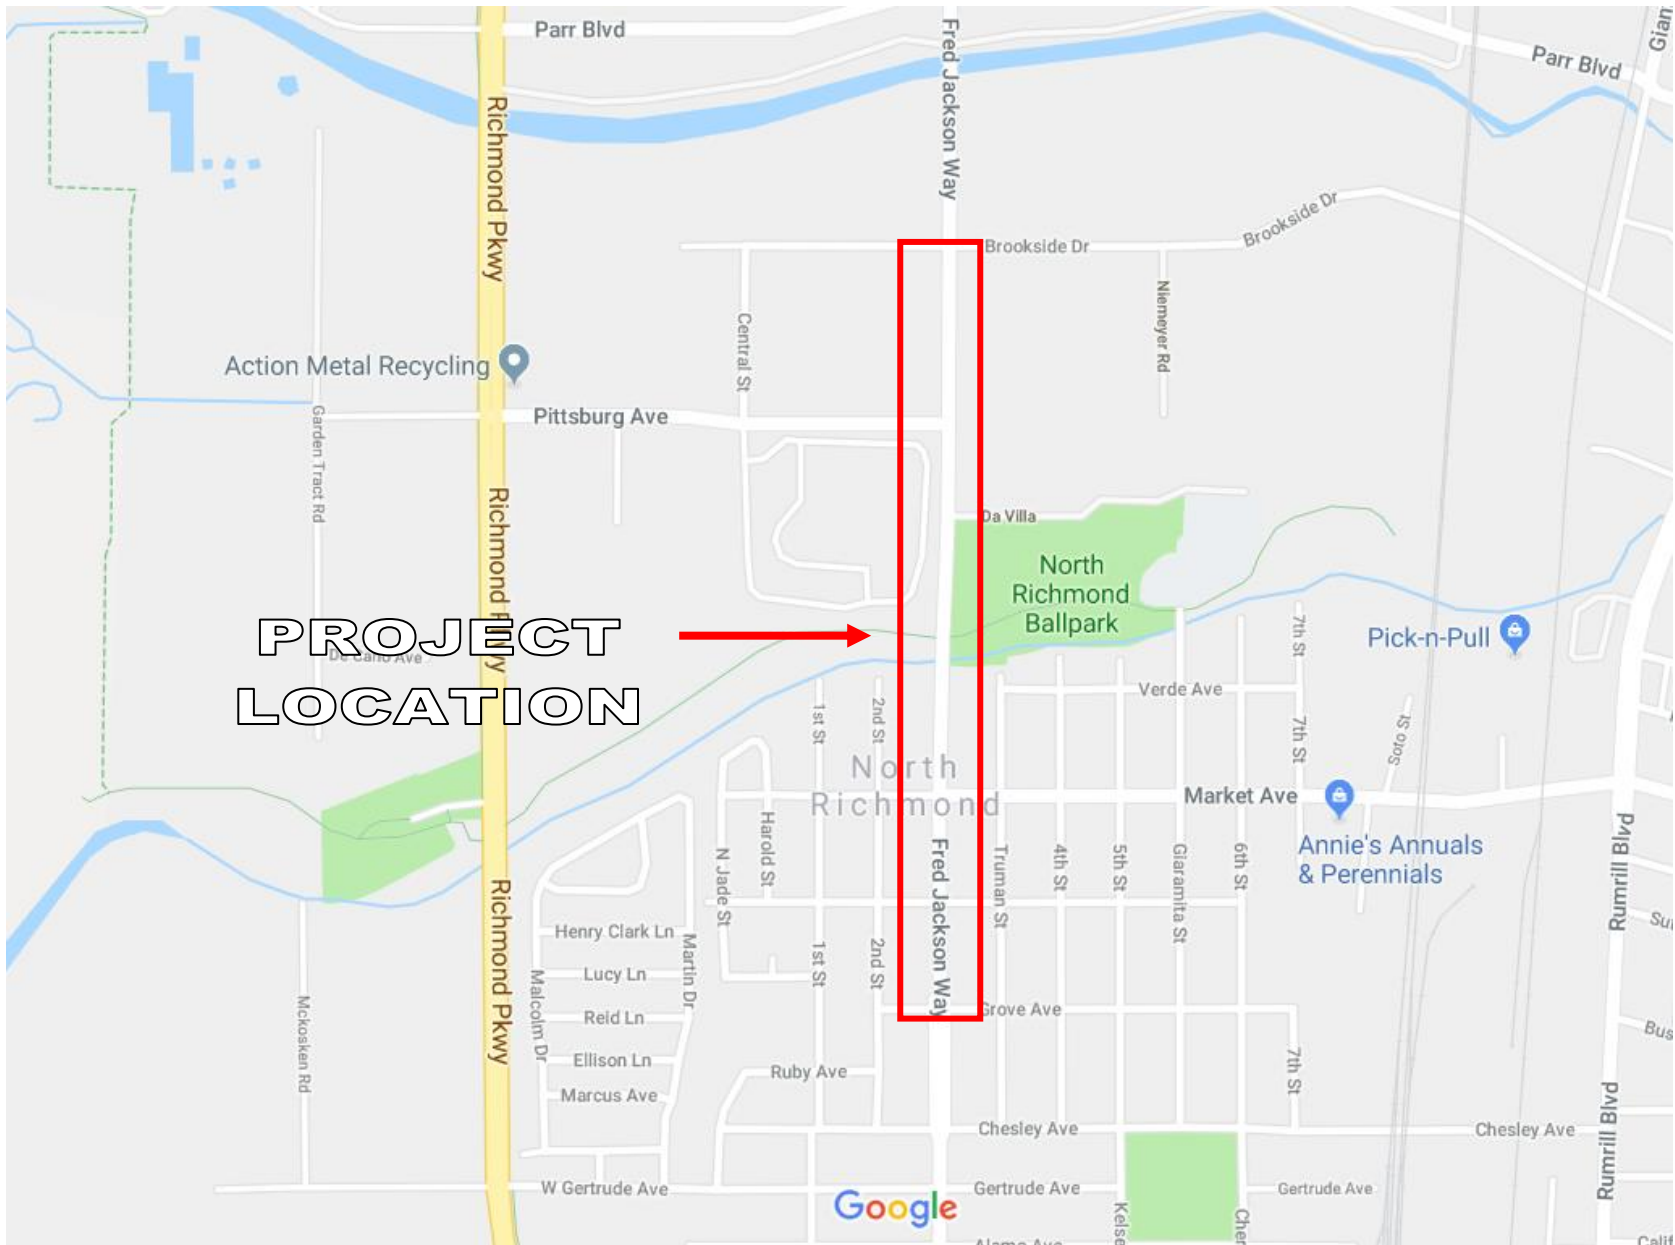 Parr Blvd
Fred Jackson Way
Parr Blvd
Richmond Pkwy
Brookside Dr
Brookside Dr
Niemeyer Rd
Central St
Action Metal Recycling
Pittsburg Ave
Garden Tract Rd
Richmond Pkwy
Da Villa
North
Richmond
Ballpark
PROJECT
LOCATION
De Carlo Ave
7th St
Pick-n-Pull
Verde Ave
1st St
2nd St
7th St
Soto St
North
Richmond
Market Ave
Annie's Annuals
& Perennials
Harold St
N Jade St
Fred Jackson Way
Truman St
4th St
5th St
Giaramita St
6th St
Rumrill Blvd
Henry Clark Ln
Lucy Ln
Reid Ln
Ellison Ln
Marcus Ave
Malcolm Dr
Martin Dr
1st St
2nd St
Richmond Pkwy
Mckosken Rd
Grove Ave
Ruby Ave
7th St
Chesley Ave
Chesley Ave
Rumrill Blvd
W Gertrude Ave
Google
Gertrude Ave
Gertrude Ave